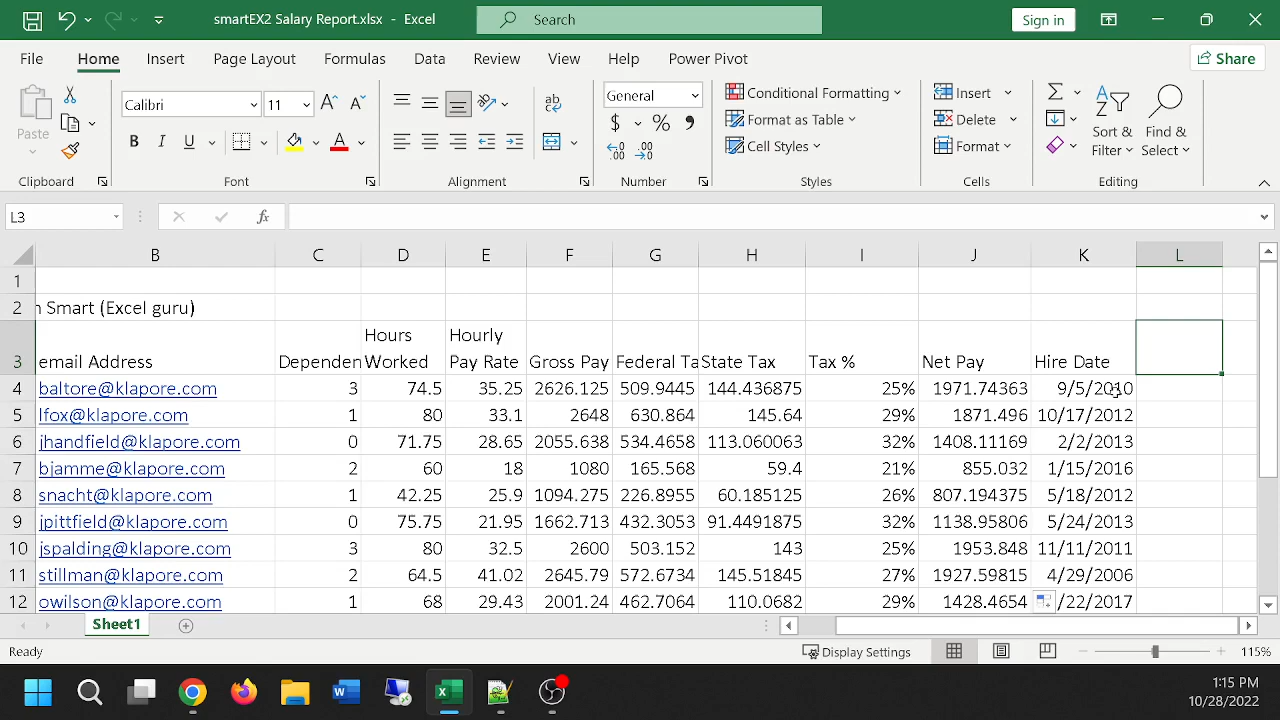 smartEX2 Salary Report.xlsx - Excel
Search
Sign in
File Home Insert Page Layout Formulas Data Review View Help Power Pivot
Share
Paste
Calibri 11
General
Conditional Formatting
Format as Table
Cell Styles
Insert
Delete
Format
Sort & Filter
Find & Select
Clipboard Font Alignment Number Styles Cells Editing
L3
B C D E F G H I J K L
1
2 n Smart (Excel guru)
Hours Hourly
3 email Address Dependen Worked Pay Rate Gross Pay Federal Ta State Tax Tax % Net Pay Hire Date
4 baltore@klapore.com 3 74.5 35.25 2626.125 509.9445 144.436875 25% 1971.74363 9/5/2010
5 lfox@klapore.com 1 80 33.1 2648 630.864 145.64 29% 1871.496 10/17/2012
6 jhandfield@klapore.com 0 71.75 28.65 2055.638 534.4658 113.060063 32% 1408.11169 2/2/2013
7 bjamme@klapore.com 2 60 18 1080 165.568 59.4 21% 855.032 1/15/2016
8 snacht@klapore.com 1 42.25 25.9 1094.275 226.8955 60.185125 26% 807.194375 5/18/2012
9 jpittfield@klapore.com 0 75.75 21.95 1662.713 432.3053 91.4491875 32% 1138.95806 5/24/2013
10 jspalding@klapore.com 3 80 32.5 2600 503.152 143 25% 1953.848 11/11/2011
11 stillman@klapore.com 2 64.5 41.02 2645.79 572.6734 145.51845 27% 1927.59815 4/29/2006
12 owilson@klapore.com 1 68 29.43 2001.24 462.7064 110.0682 29% 1428.4654 /22/2017
Sheet1
Ready
Display Settings
115%
1:15 PM
10/28/2022